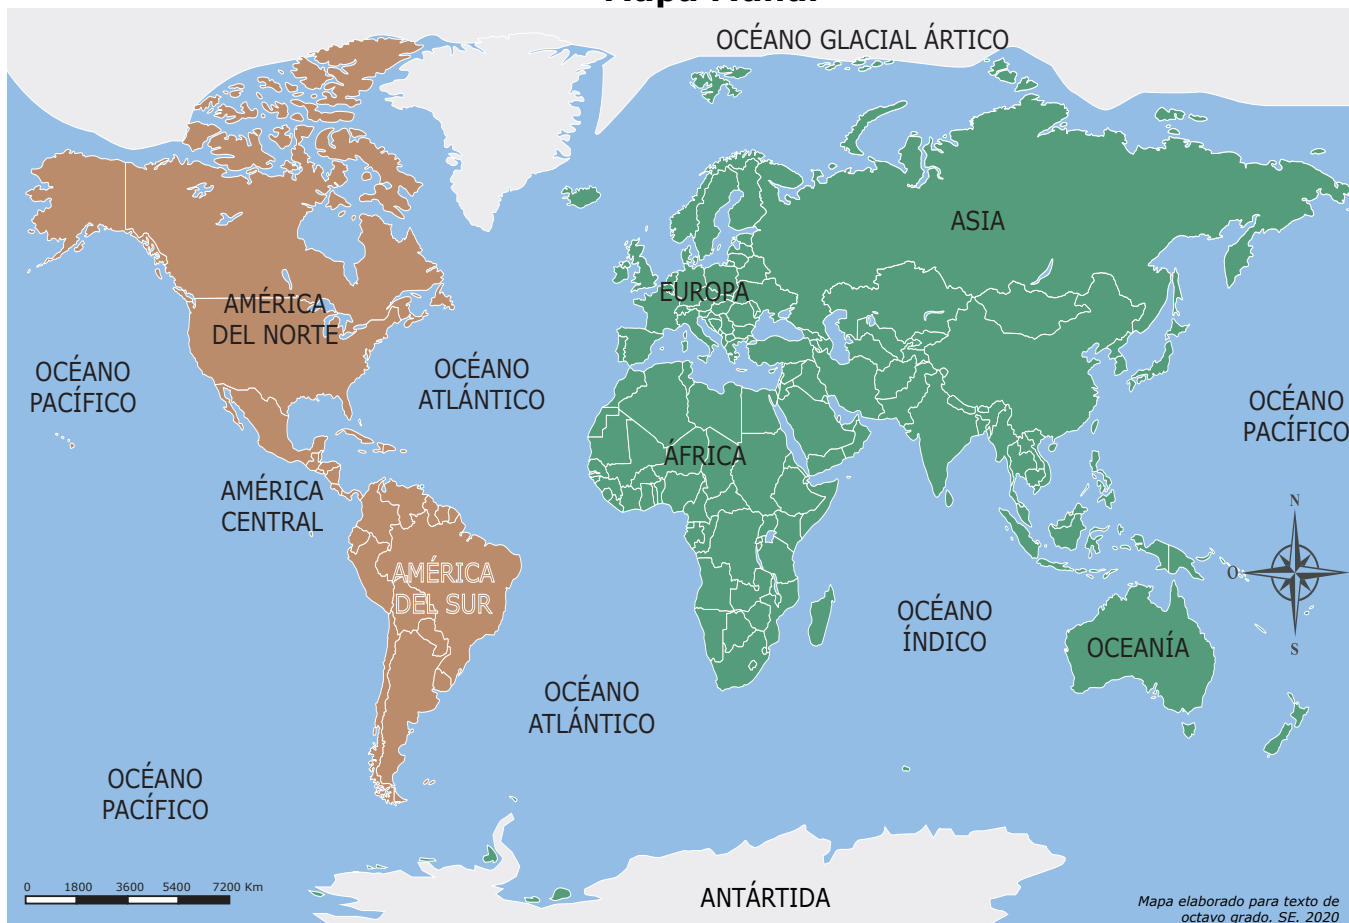 Mapa Mundi
OCÉANO GLACIAL ÁRTICO
ASIA
EUROPA
AMÉRICA
DEL NORTE
OCÉANO
PACÍFICO
OCÉANO
ATLÁNTICO
OCÉANO
PACÍFICO
ÁFRICA
AMÉRICA
CENTRAL
N
O
S
AMÉRICA
DEL SUR
OCÉANO
ÍNDICO
OCEANÍA
OCÉANO
ATLÁNTICO
OCÉANO
PACÍFICO
0 1800 3600 5400 7200 Km
ANTÁRTIDA
Mapa elaborado para texto de
octavo grado. SE. 2020